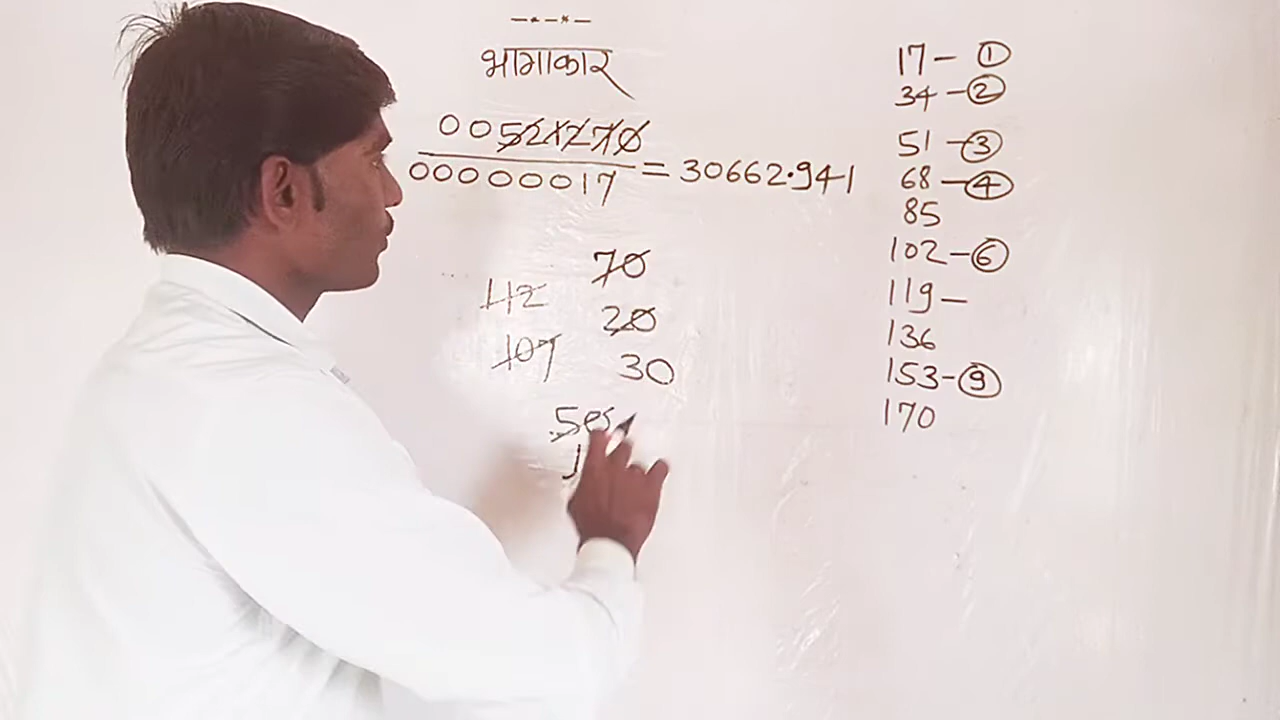 भागाकार
00521270
00000017 = 30662.941
112 70
107 20
30
17 - 1
34 - 2
51 - 3
68 - 4
85
102 - 6
119 -
136
153 - 9
170